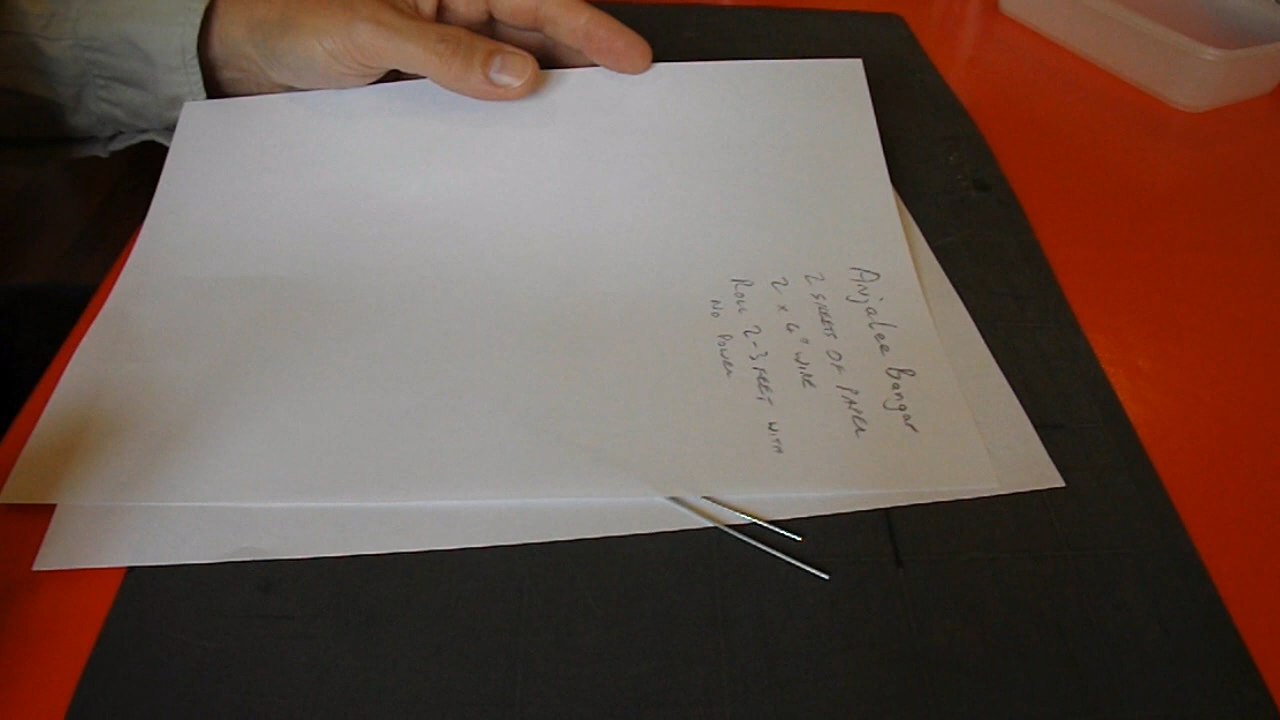 Anjalee Bangar
2 SHEETS OF PAPER
2 x 6" WIRE
ROLL 2-3 FEET WITH
NO POWER